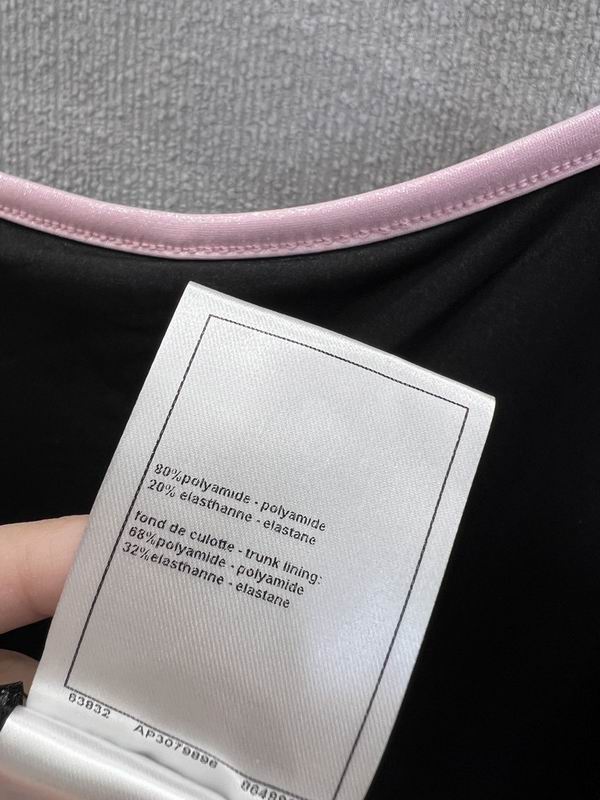 80%polyamide - polyamide
20% elasthanne - elastane
fond de culotte - trunk lining:
68%polyamide - polyamide
32%elasthanne - elastane
63832 AP3079896